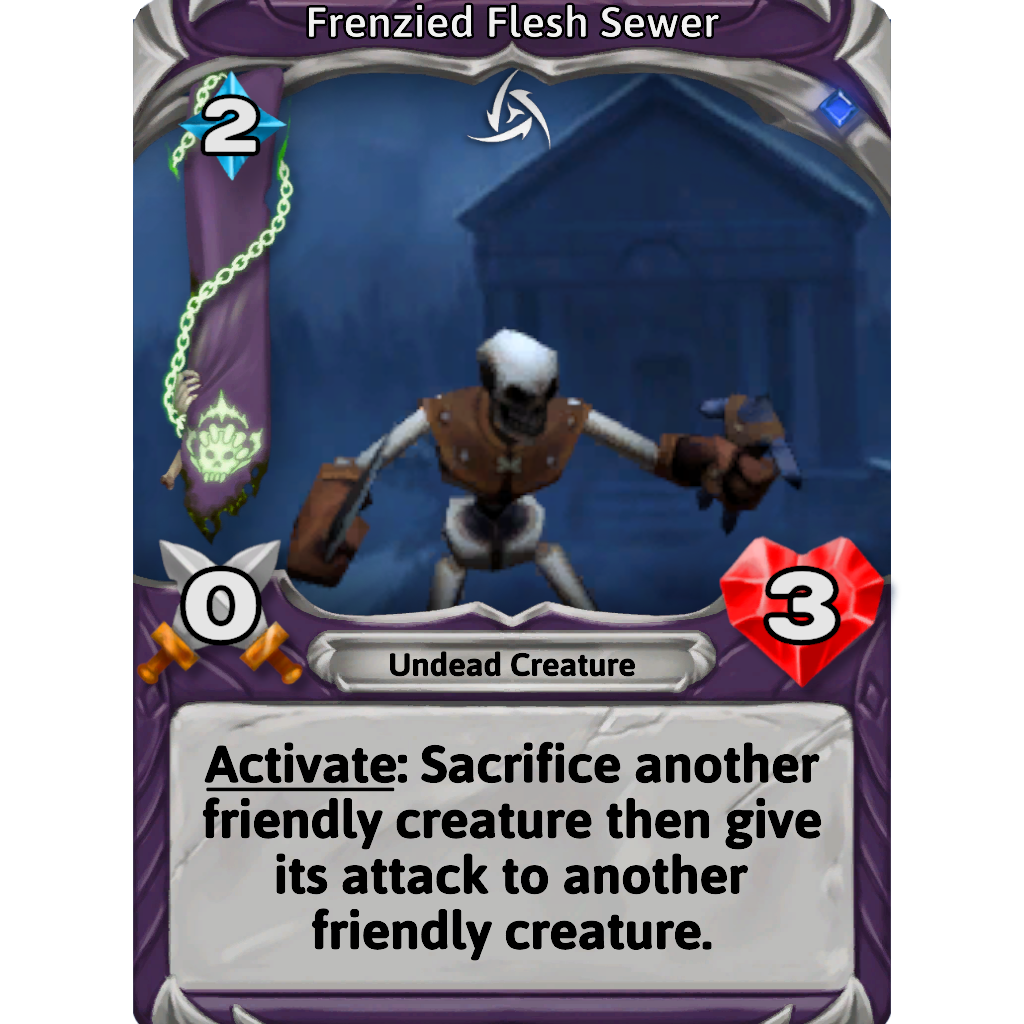 Frenzied Flesh Sewer
2
0
3
Undead Creature
Activate: Sacrifice another
friendly creature then give
its attack to another
friendly creature.